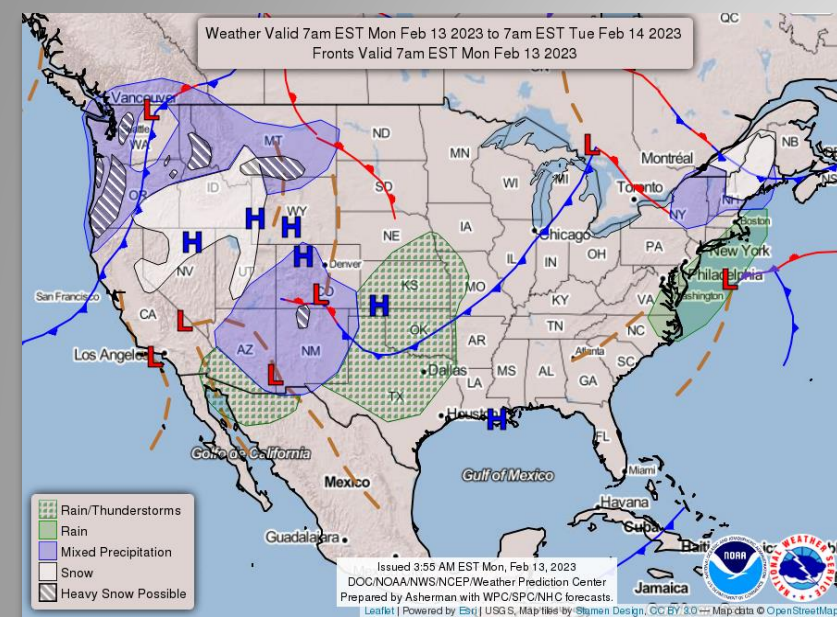 Weather Valid 7am EST Mon Feb 13 2023 to 7am EST Tue Feb 14 2023
Fronts Valid 7am EST Mon Feb 13 2023
QC
Vancouver
L
WA
MT
ND
MN
L
Montréal
NB
OR
ID
SD
WI
MI
Toronto
NY
NH
NS
H
WY
H
H
H
NE
IA
Chicago
PA
Boston
New York
NV
UT
Denver
CO
L
KS
MO
IL
IN
OH
Philadelphia
L
San Francisco
CA
L
H
KY
VA
Washington
Los Angeles
L
AZ
NM
L
OK
AR
TN
NC
Atlanta
SC
Dallas
TX
LA
MS
AL
GA
Houston
H
FL
Golfo de California
Gulf of Mexico
Miami
Mexico
Havana
Cuba
Guadalajara
Jamaica
Rain/Thunderstorms
Rain
Mixed Precipitation
Snow
Heavy Snow Possible
Issued 3:55 AM EST Mon, Feb 13, 2023
DOC/NOAA/NWS/NCEP/Weather Prediction Center
Prepared by Asherman with WPC/SPC/NHC forecasts.
NOAA
Leaflet | Powered by Esri | USGS, Map tiles by Stamen Design, CC BY 3.0 — Map data © OpenStreetMap